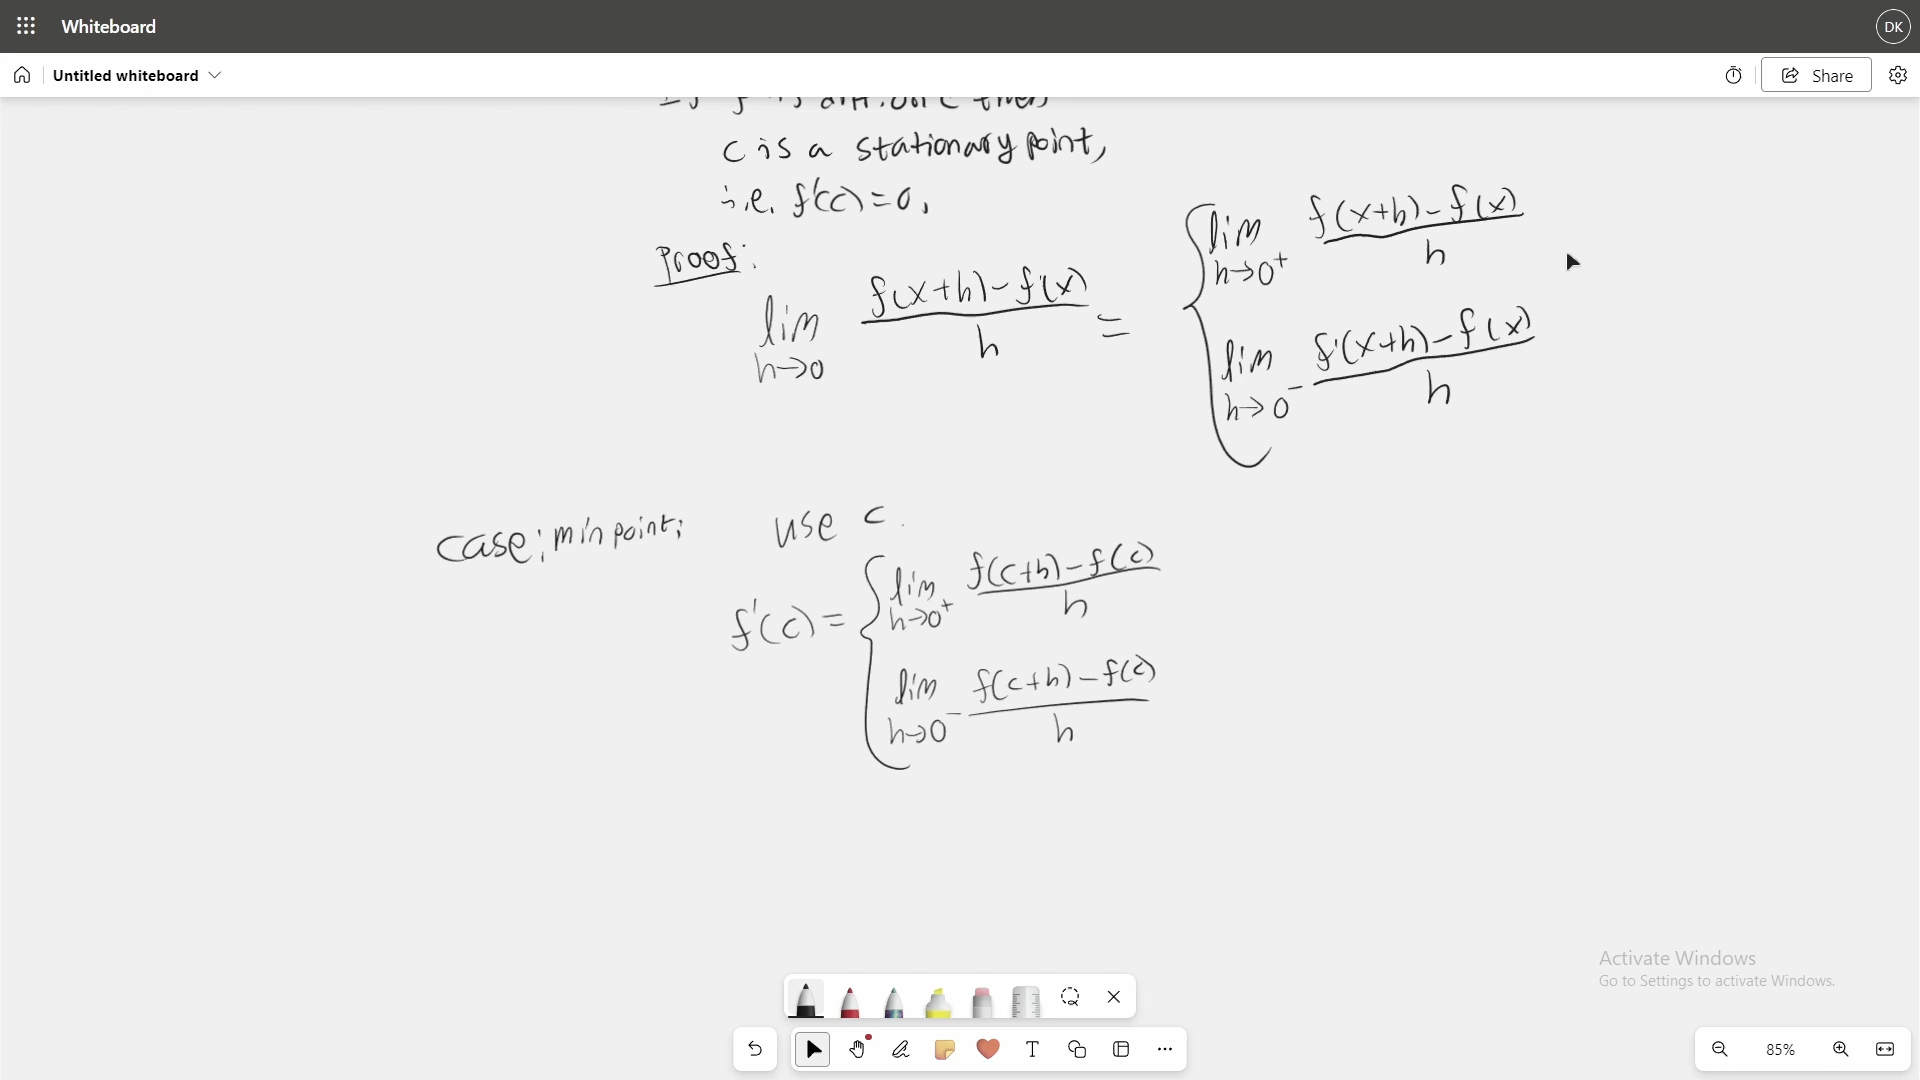 Whiteboard
DK
Untitled whiteboard
Share
c is a stationary point,
i.e. f'(c)=0,
Proof:
lim h→0 f(x+h)-f(x) / h = { lim h→0⁺ f(x+h)-f(x) / h
lim h→0⁻ f(x+h)-f(x) / h
case: min point: use c.
f'(c) = { lim h→0⁺ f(c+h)-f(c) / h
lim h→0⁻ f(c+h)-f(c) / h
Activate Windows
Go to Settings to activate Windows.
85%